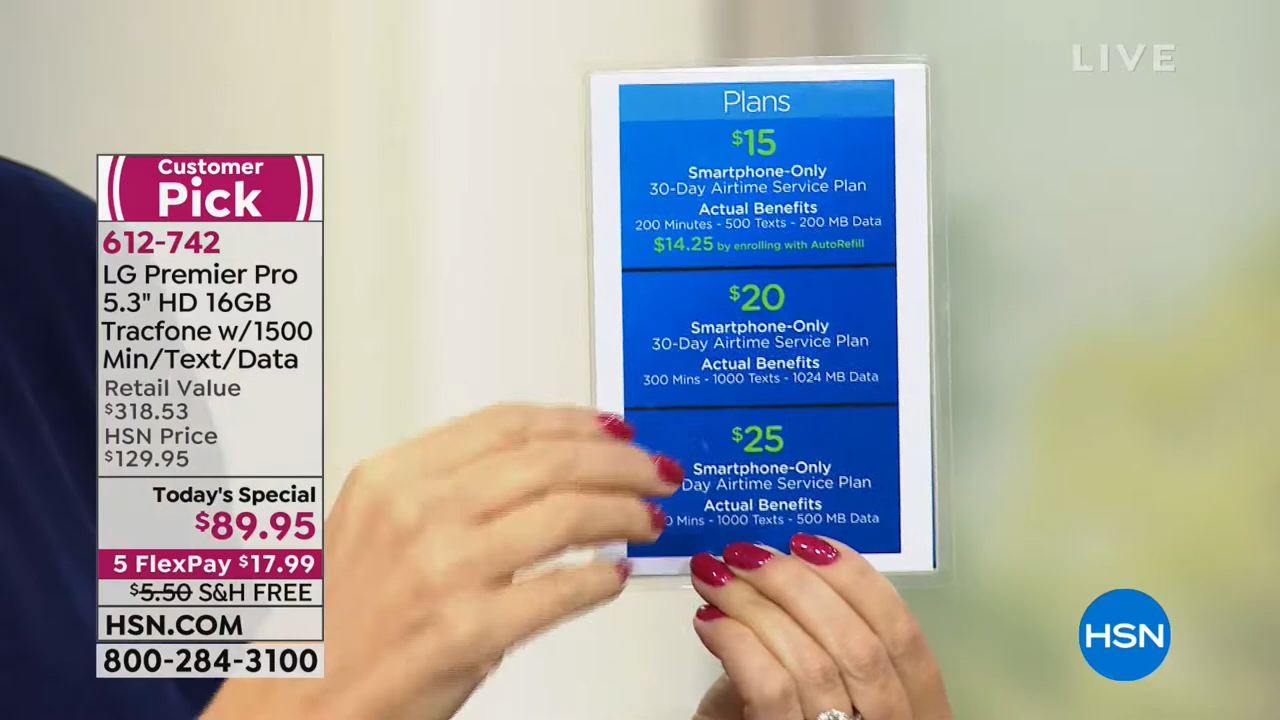 LIVE
Customer
Pick
612-742
LG Premier Pro
5.3" HD 16GB
Tracfone w/1500
Min/Text/Data
Retail Value
$318.53
HSN Price
$129.95
Today's Special
$89.95
5 FlexPay $17.99
$5.50 S&H FREE
HSN.COM
800-284-3100
Plans
$15
Smartphone-Only
30-Day Airtime Service Plan
Actual Benefits
200 Minutes - 500 Texts - 200 MB Data
$14.25 by enrolling with AutoRefill
$20
Smartphone-Only
30-Day Airtime Service Plan
Actual Benefits
300 Mins - 1000 Texts - 1024 MB Data
$25
Smartphone-Only
Day Airtime Service Plan
Actual Benefits
Mins - 1000 Texts - 500 MB Data
HSN